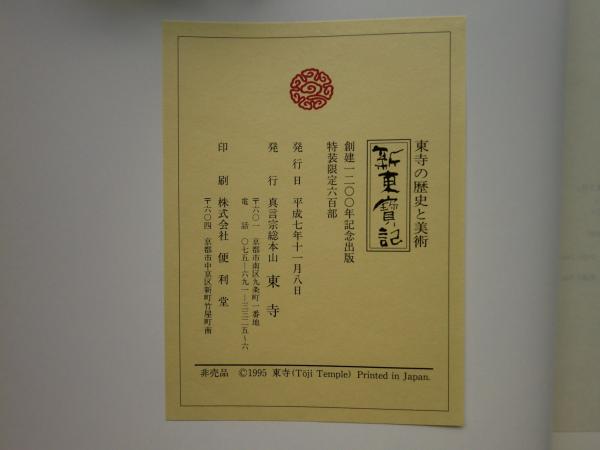 東寺の歴史と美術
新東寶記
創建一二〇〇年記念出版
特装限定六百部
発行日　平成七年十一月八日
発行　真言宗総本山　東寺
〒六〇一　京都市南区九条町一番地
電話　〇七五―六九一―三三二五～六
印刷　株式会社　便利堂
〒六〇四　京都市中京区新町竹屋町南
非売品　©1995 東寺(Tōji Temple) Printed in Japan.